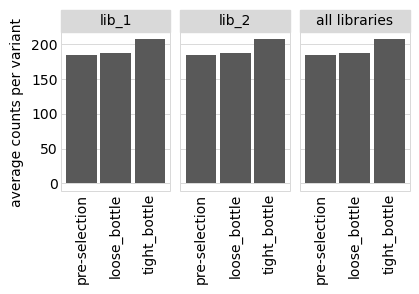 lib_1 lib_2 all libraries
average counts per variant
200
150
100
50
0
pre-selection loose_bottle tight_bottle pre-selection loose_bottle tight_bottle pre-selection loose_bottle tight_bottle